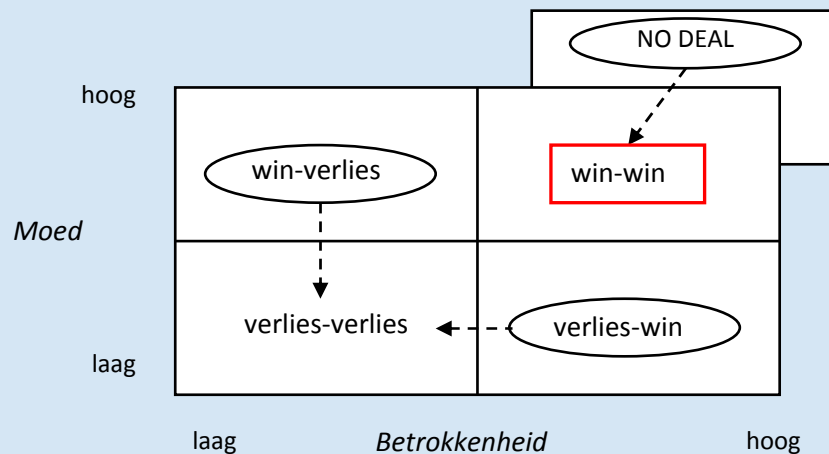 NO DEAL
hoog
win-verlies
win-win
Moed
verlies-verlies
verlies-win
laag
laag
Betrokkenheid
hoog